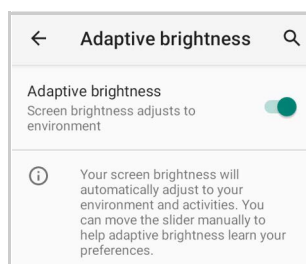 Adaptive brightness
Adaptive brightness
Screen brightness adjusts to
environment
Your screen brightness will
automatically adjust to your
environment and activities. You
can move the slider manually to
help adaptive brightness learn your
preferences.